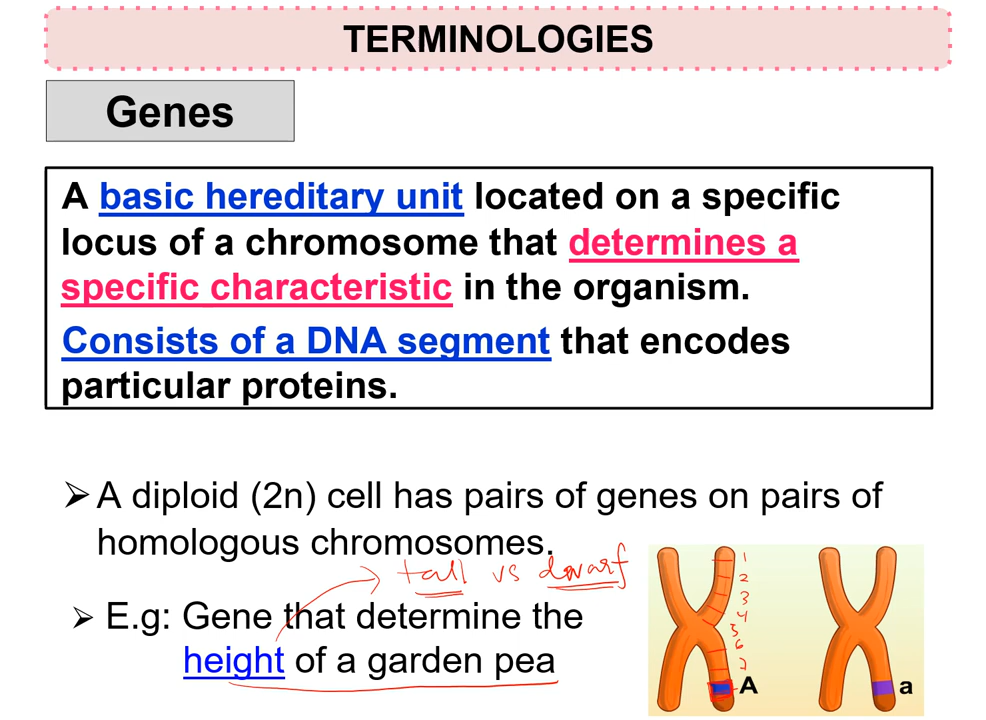 TERMINOLOGIES
Genes
A basic hereditary unit located on a specific
locus of a chromosome that determines a
specific characteristic in the organism.
Consists of a DNA segment that encodes
particular proteins.
➢ A diploid (2n) cell has pairs of genes on pairs of
homologous chromosomes.
tall vs dwarf
➢ E.g: Gene that determine the
height of a garden pea
1
2
3
4
5
6
7
A
a